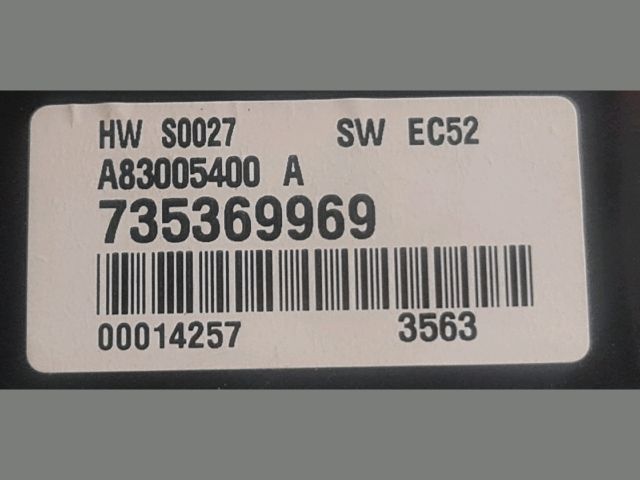 HW S0027 SW EC52
A83005400 A
735369969
00014257 3563